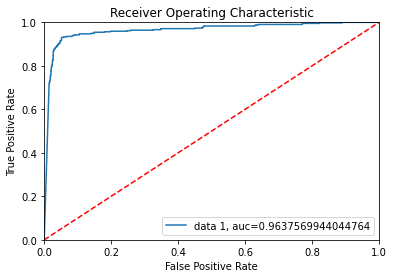 Receiver Operating Characteristic
True Positive Rate
1.0
0.8
0.6
0.4
0.2
0.0
data 1, auc=0.9637569944044764
0.0 0.2 0.4 0.6 0.8 1.0
False Positive Rate